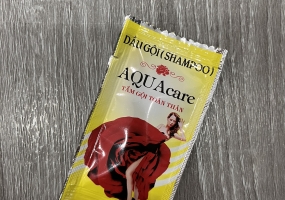 DẦU GỘI (SHAMPOO)
AQUAcare
TẮM GỘI TOÀN THÂN